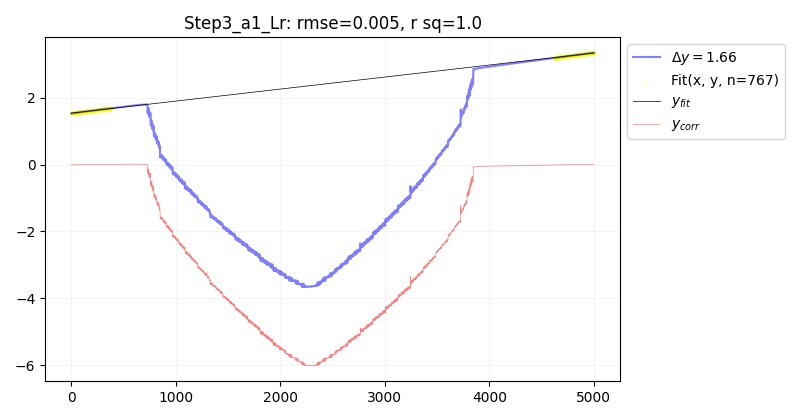 Step3_a1_Lr: rmse=0.005, r sq=1.0
Δy = 1.66
Fit(x, y, n=767)
y_fit
y_corr
2
0
−2
−4
−6
0 1000 2000 3000 4000 5000